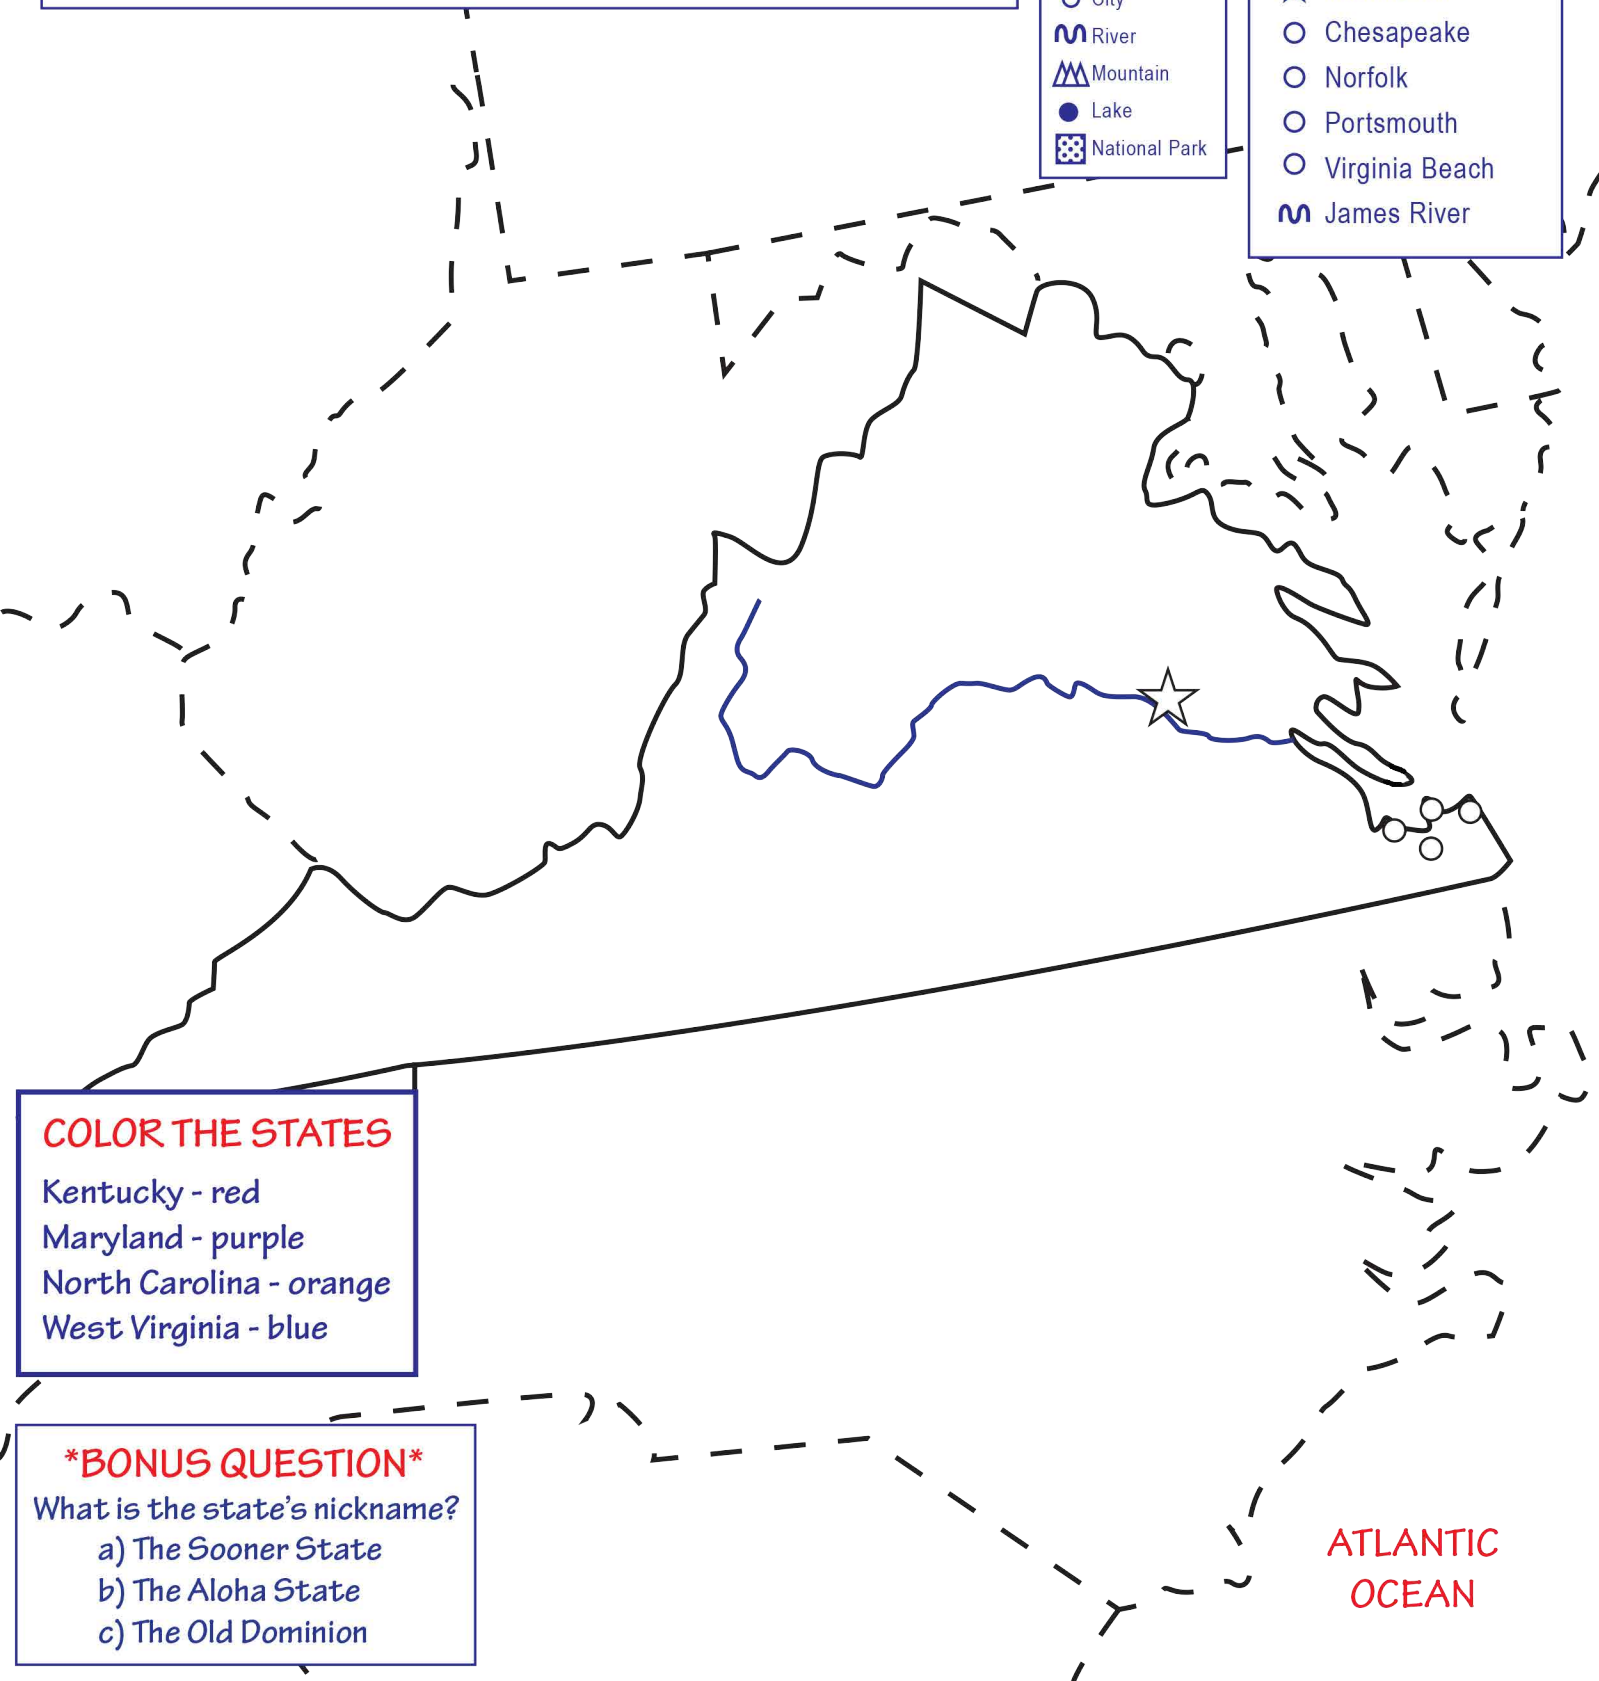 City
River
Mountain
Lake
National Park
Chesapeake
Norfolk
Portsmouth
Virginia Beach
James River
COLOR THE STATES
Kentucky - red
Maryland - purple
North Carolina - orange
West Virginia - blue
*BONUS QUESTION*
What is the state's nickname?
a) The Sooner State
b) The Aloha State
c) The Old Dominion
ATLANTIC
OCEAN